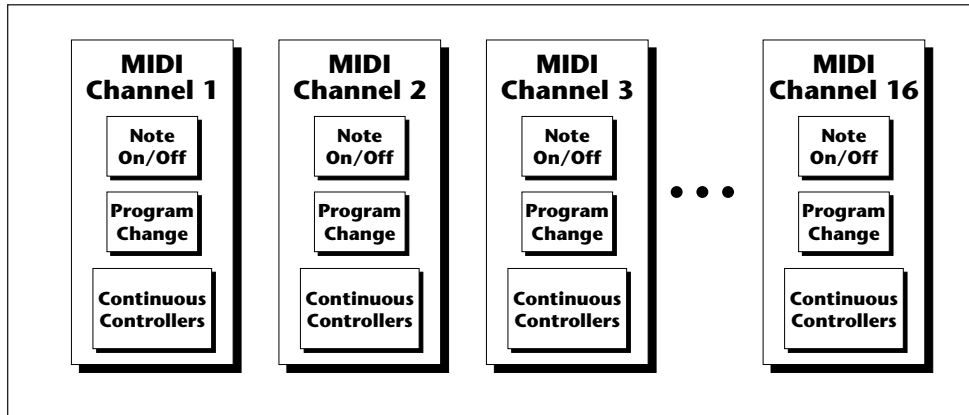 MIDI
Channel 1
Note
On/Off
Program
Change
Continuous
Controllers
MIDI
Channel 2
Note
On/Off
Program
Change
Continuous
Controllers
MIDI
Channel 3
Note
On/Off
Program
Change
Continuous
Controllers
MIDI
Channel 16
Note
On/Off
Program
Change
Continuous
Controllers